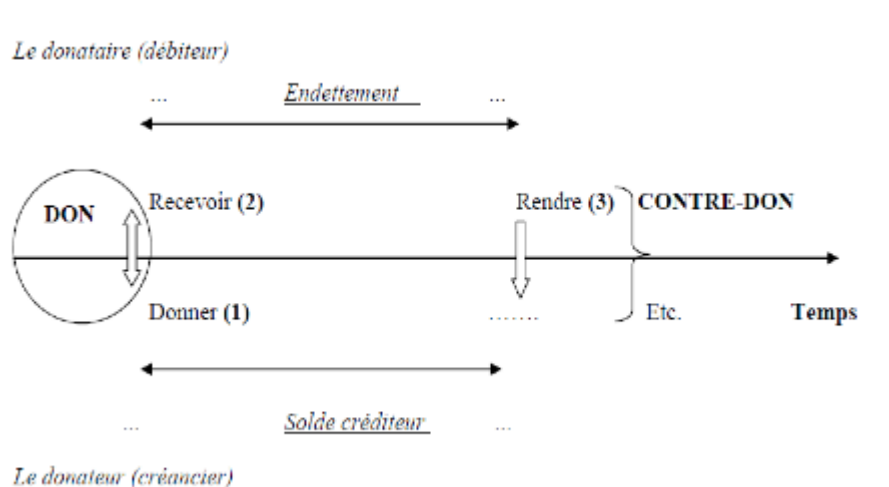 Le donataire (débiteur)
... Endettement ...
DON Recevoir (2) Rendre (3) CONTRE-DON
Donner (1) ....... Etc. Temps
... Solde créditeur ...
Le donateur (créancier)